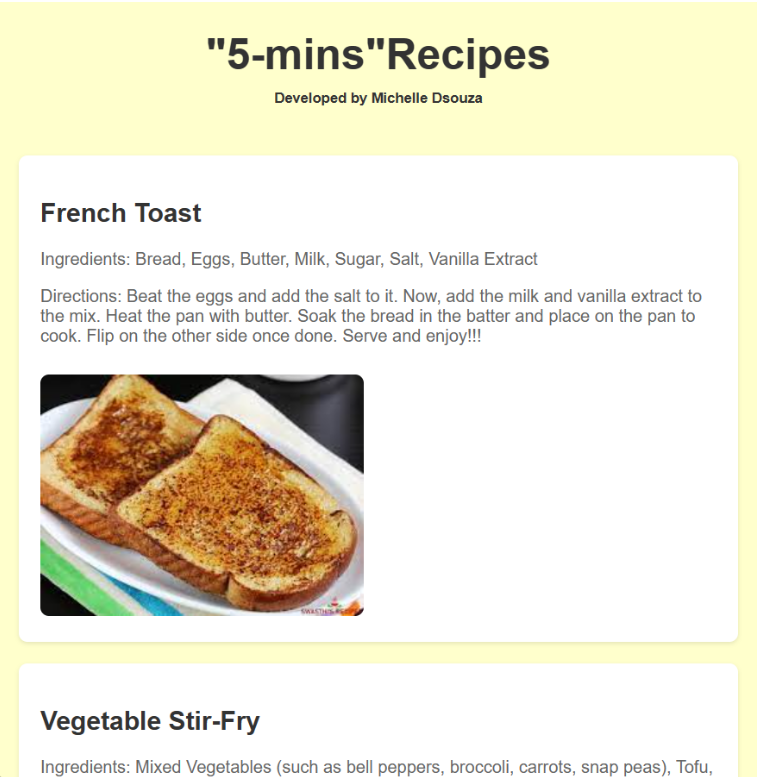 "5-mins"Recipes
Developed by Michelle Dsouza
French Toast
Ingredients: Bread, Eggs, Butter, Milk, Sugar, Salt, Vanilla Extract
Directions: Beat the eggs and add the salt to it. Now, add the milk and vanilla extract to
the mix. Heat the pan with butter. Soak the bread in the batter and place on the pan to
cook. Flip on the other side once done. Serve and enjoy!!!
Vegetable Stir-Fry
Ingredients: Mixed Vegetables (such as bell peppers, broccoli, carrots, snap peas), Tofu,